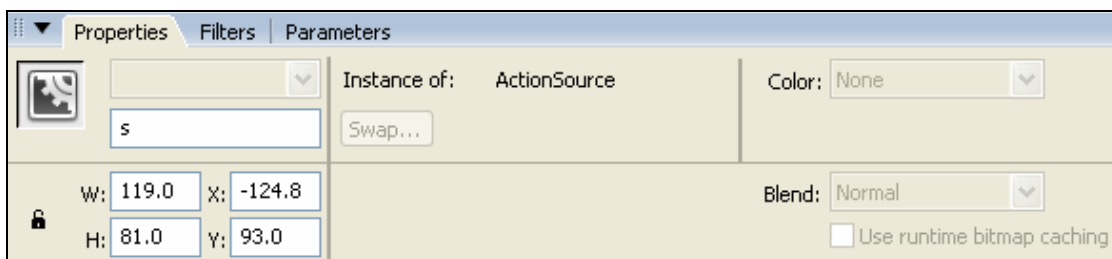 Properties Filters Parameters
Instance of: ActionSource Color: None
s Swap...
W: 119.0 X: -124.8 Blend: Normal
H: 81.0 Y: 93.0 Use runtime bitmap caching